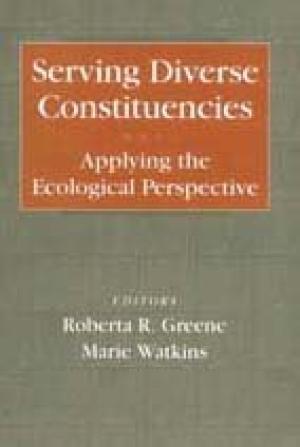 Serving Diverse
Constituencies
Applying the
Ecological Perspective
EDITORS
Roberta R. Greene
Marie Watkins